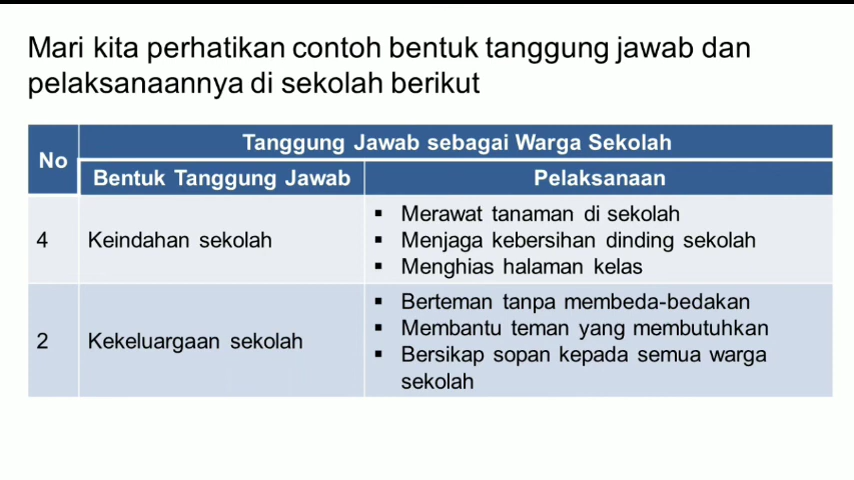 Mari kita perhatikan contoh bentuk tanggung jawab dan
pelaksanaannya di sekolah berikut
No
Tanggung Jawab sebagai Warga Sekolah
Bentuk Tanggung Jawab
Pelaksanaan
4
Keindahan sekolah
▪ Merawat tanaman di sekolah
▪ Menjaga kebersihan dinding sekolah
▪ Menghias halaman kelas
2
Kekeluargaan sekolah
▪ Berteman tanpa membeda-bedakan
▪ Membantu teman yang membutuhkan
▪ Bersikap sopan kepada semua warga
sekolah